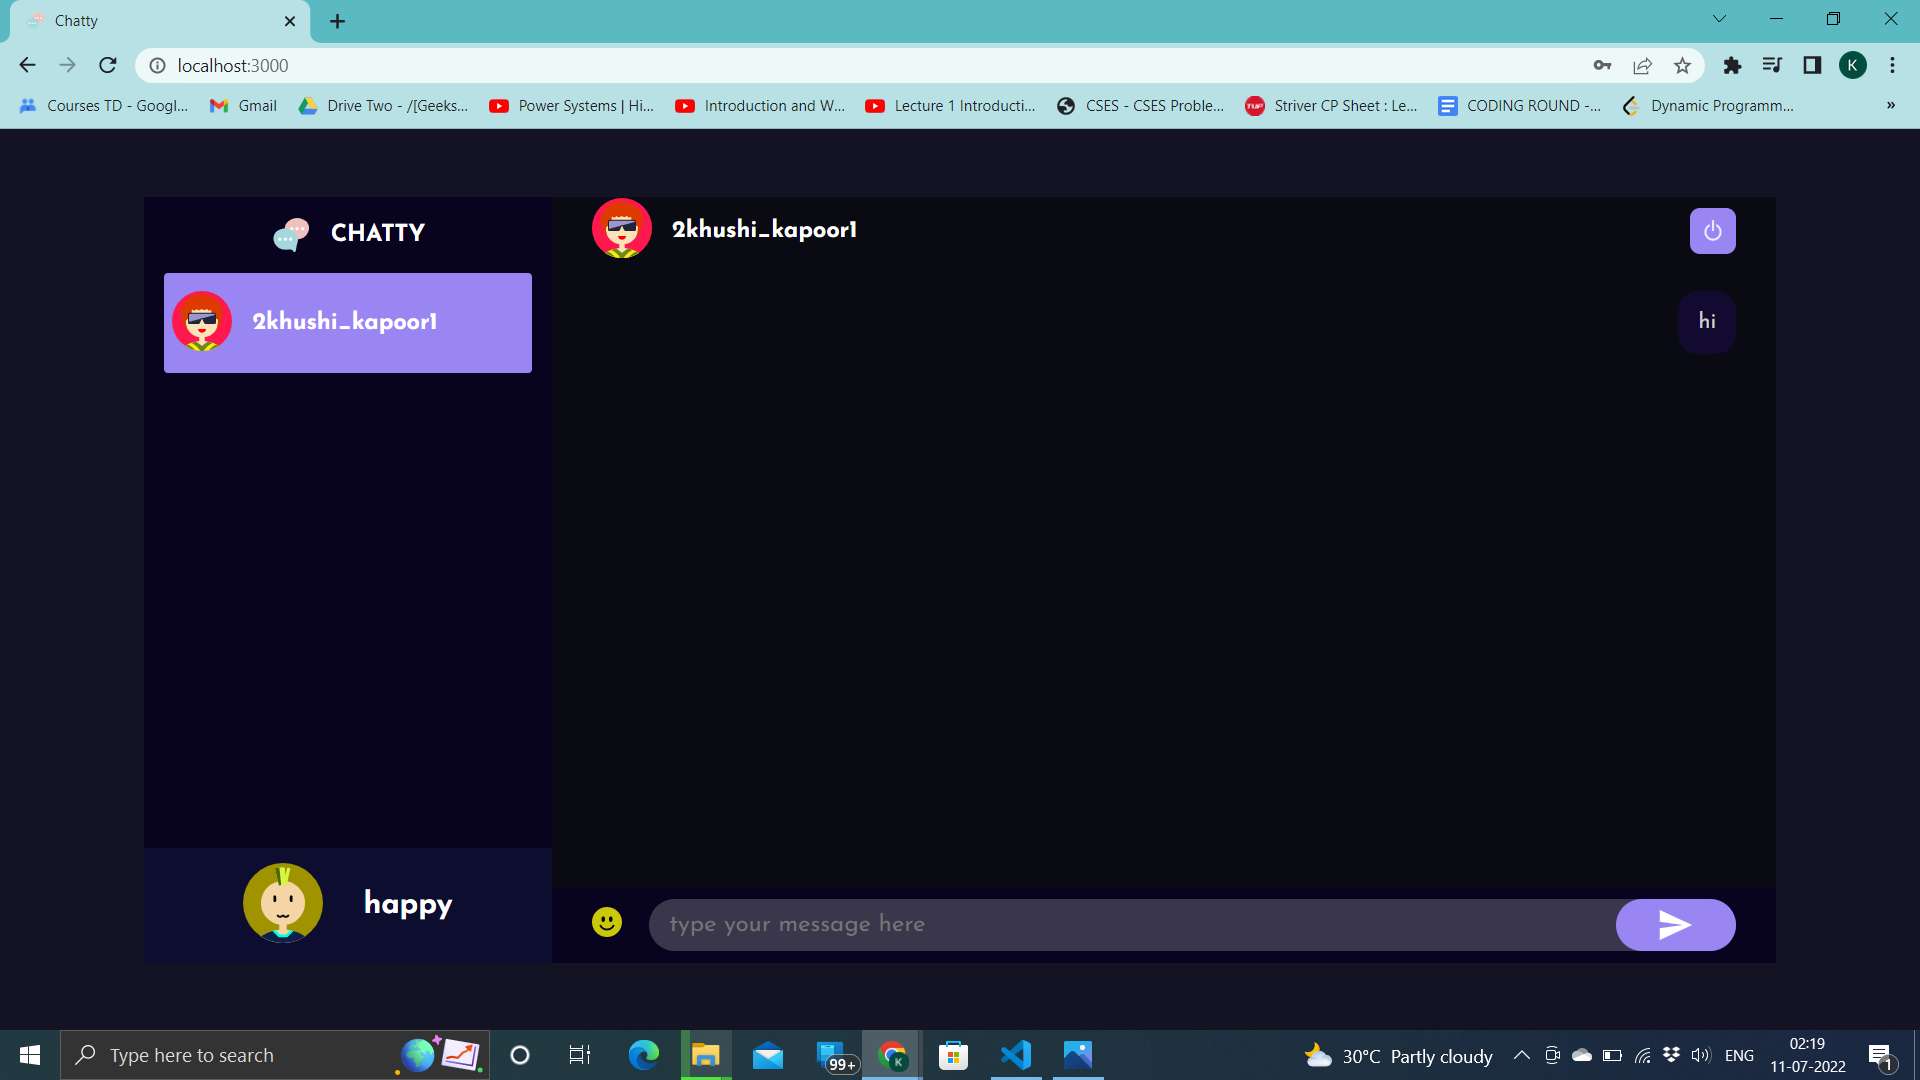 Chatty
localhost:3000
K
Courses TD - Googl...
Gmail
Drive Two - /[Geeks...
Power Systems | Hi...
Introduction and W...
Lecture 1 Introducti...
CSES - CSES Proble...
TUF
Striver CP Sheet : Le...
CODING ROUND -...
Dynamic Programm...
»
CHATTY
2khushi_kapoor1
2khushi_kapoor1
hi
happy
type your message here
Type here to search
99+
K
30°C Partly cloudy
ENG
02:19
11-07-2022
1